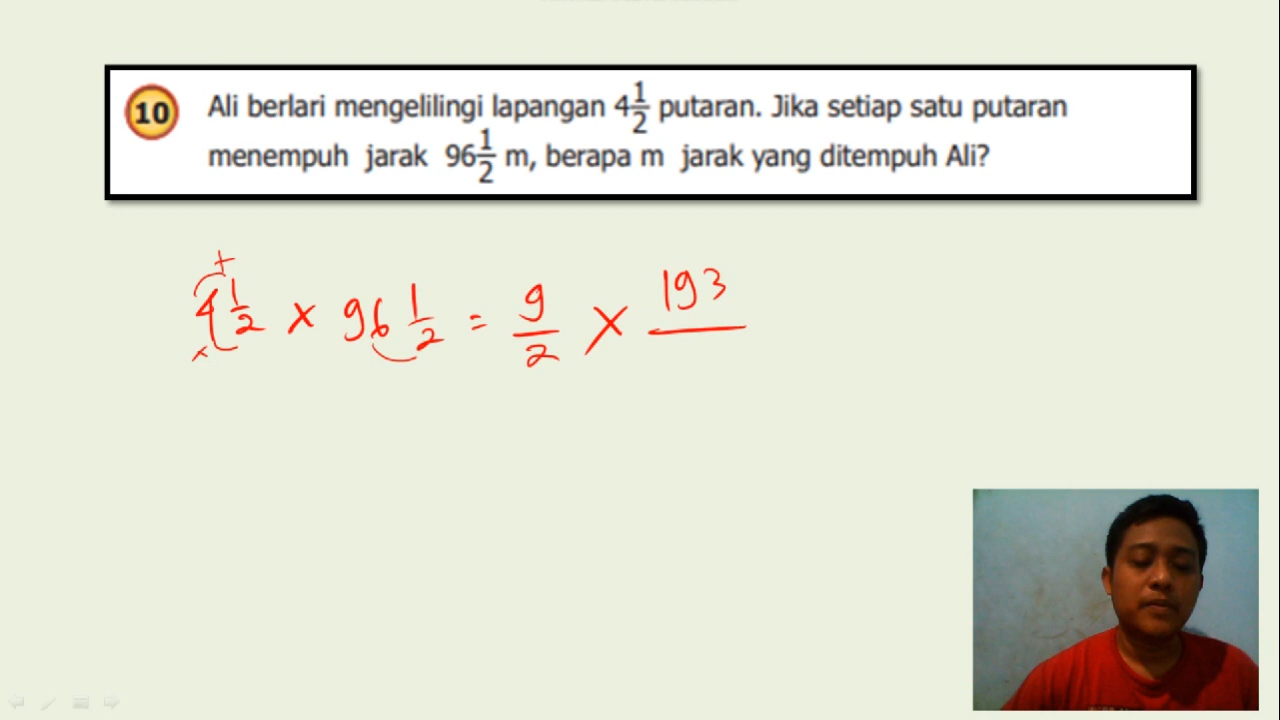 10 Ali berlari mengelilingi lapangan 4 1/2 putaran. Jika setiap satu putaran
menempuh jarak 96 1/2 m, berapa m jarak yang ditempuh Ali?
+
4 1/2 x 96 1/2 = 9/2 x 193/
x